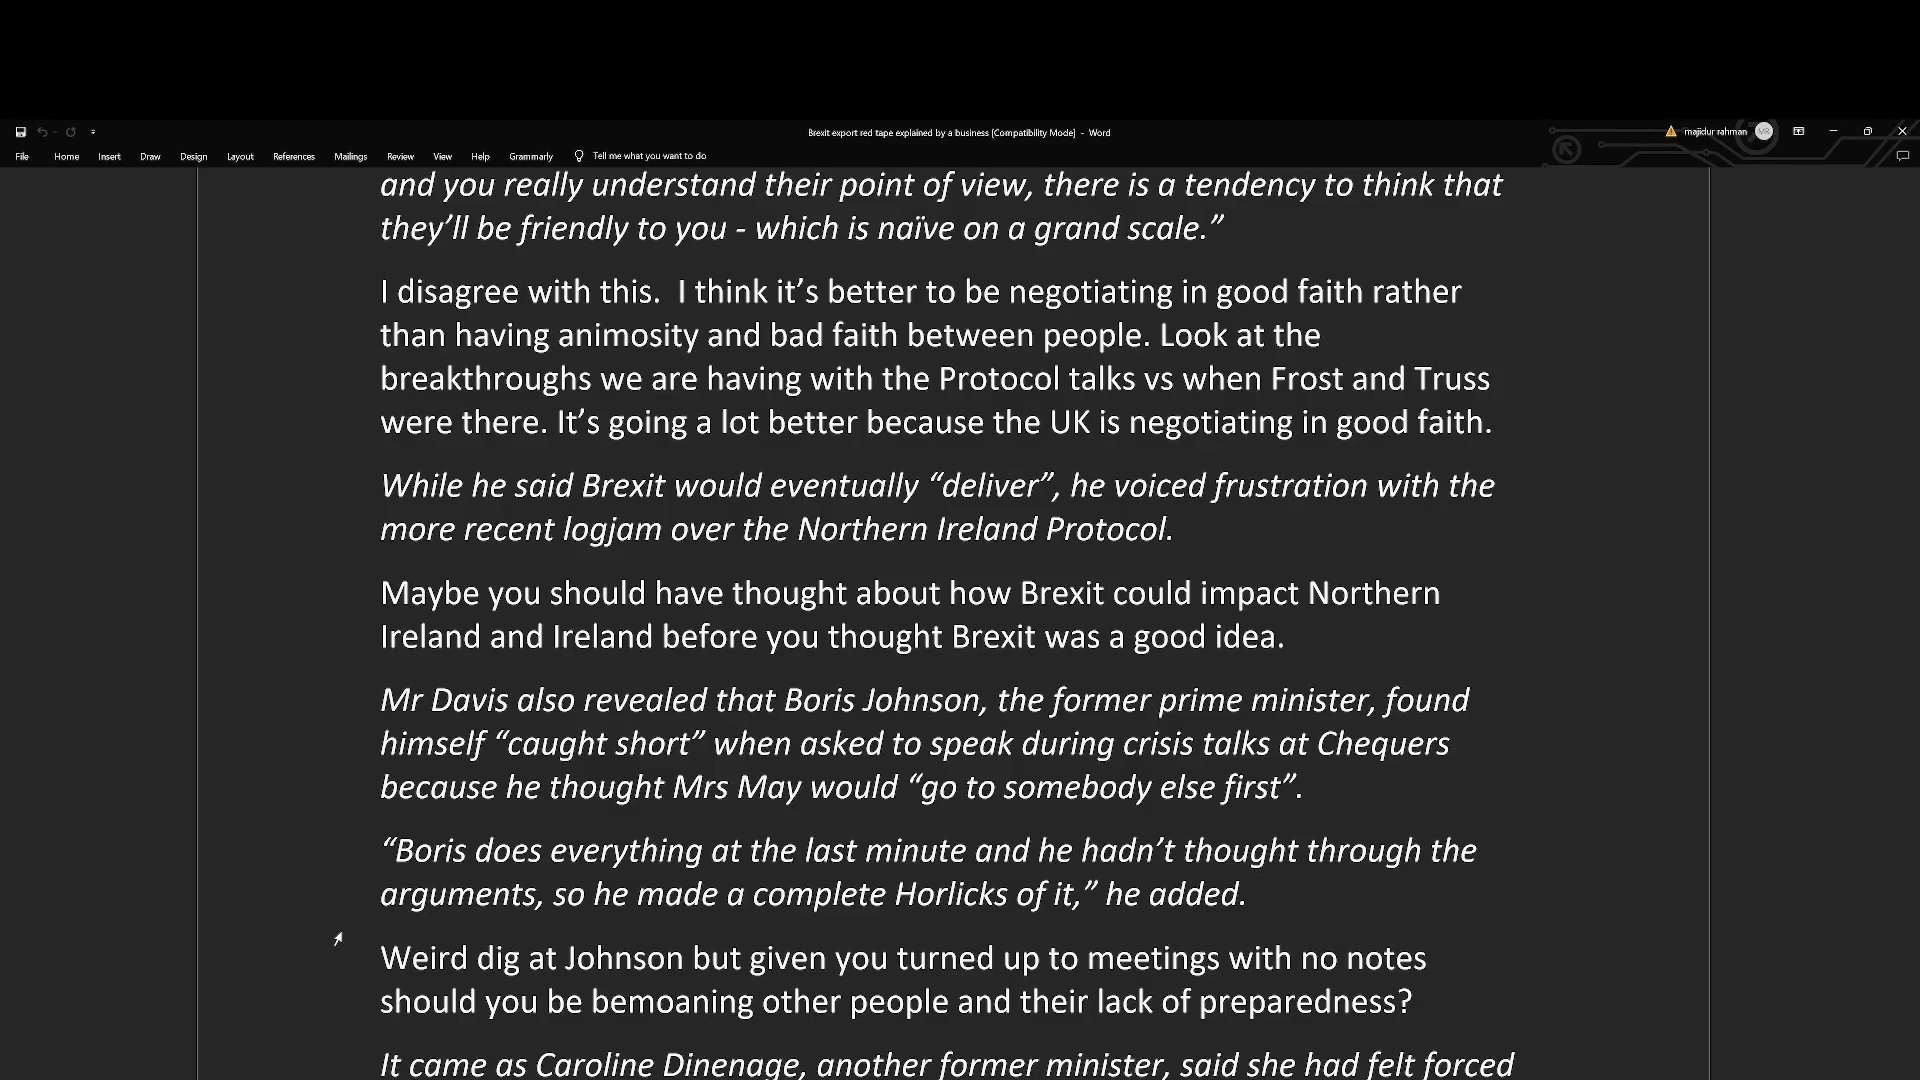 Brexit export red tape explained by a business [Compatibility Mode] - Word
majidur rahman MR
File Home Insert Draw Design Layout References Mailings Review View Help Grammarly Tell me what you want to do
and you really understand their point of view, there is a tendency to think that
they’ll be friendly to you - which is naïve on a grand scale.”
I disagree with this.  I think it’s better to be negotiating in good faith rather
than having animosity and bad faith between people. Look at the
breakthroughs we are having with the Protocol talks vs when Frost and Truss
were there. It’s going a lot better because the UK is negotiating in good faith.
While he said Brexit would eventually “deliver”, he voiced frustration with the
more recent logjam over the Northern Ireland Protocol.
Maybe you should have thought about how Brexit could impact Northern
Ireland and Ireland before you thought Brexit was a good idea.
Mr Davis also revealed that Boris Johnson, the former prime minister, found
himself “caught short” when asked to speak during crisis talks at Chequers
because he thought Mrs May would “go to somebody else first”.
“Boris does everything at the last minute and he hadn’t thought through the
arguments, so he made a complete Horlicks of it,” he added.
Weird dig at Johnson but given you turned up to meetings with no notes
should you be bemoaning other people and their lack of preparedness?
It came as Caroline Dinenage, another former minister, said she had felt forced